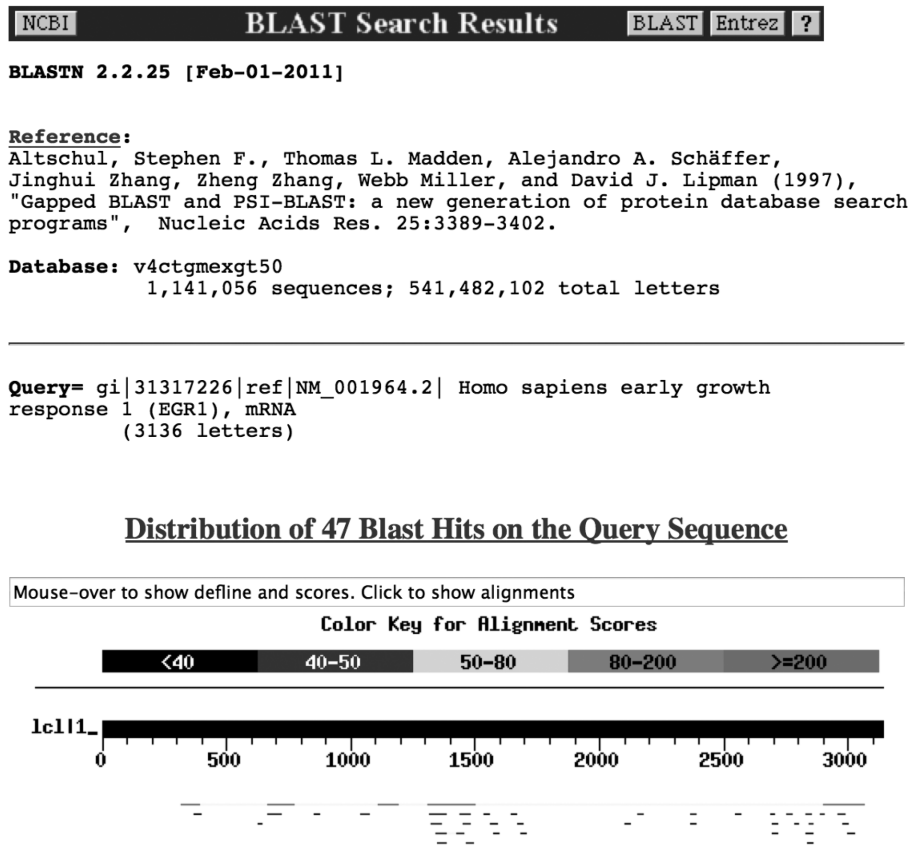 NCBI BLAST Search Results BLAST Entrez ?
BLASTN 2.2.25 [Feb-01-2011]
Reference:
Altschul, Stephen F., Thomas L. Madden, Alejandro A. Schäffer,
Jinghui Zhang, Zheng Zhang, Webb Miller, and David J. Lipman (1997),
"Gapped BLAST and PSI-BLAST: a new generation of protein database search
programs", Nucleic Acids Res. 25:3389-3402.
Database: v4ctgmexgt50
1,141,056 sequences; 541,482,102 total letters
Query= gi|31317226|ref|NM_001964.2| Homo sapiens early growth
response 1 (EGR1), mRNA
(3136 letters)
Distribution of 47 Blast Hits on the Query Sequence
Mouse-over to show defline and scores. Click to show alignments
Color Key for Alignment Scores
<40 40-50 50-80 80-200 >=200
lcl|1_
0 500 1000 1500 2000 2500 3000